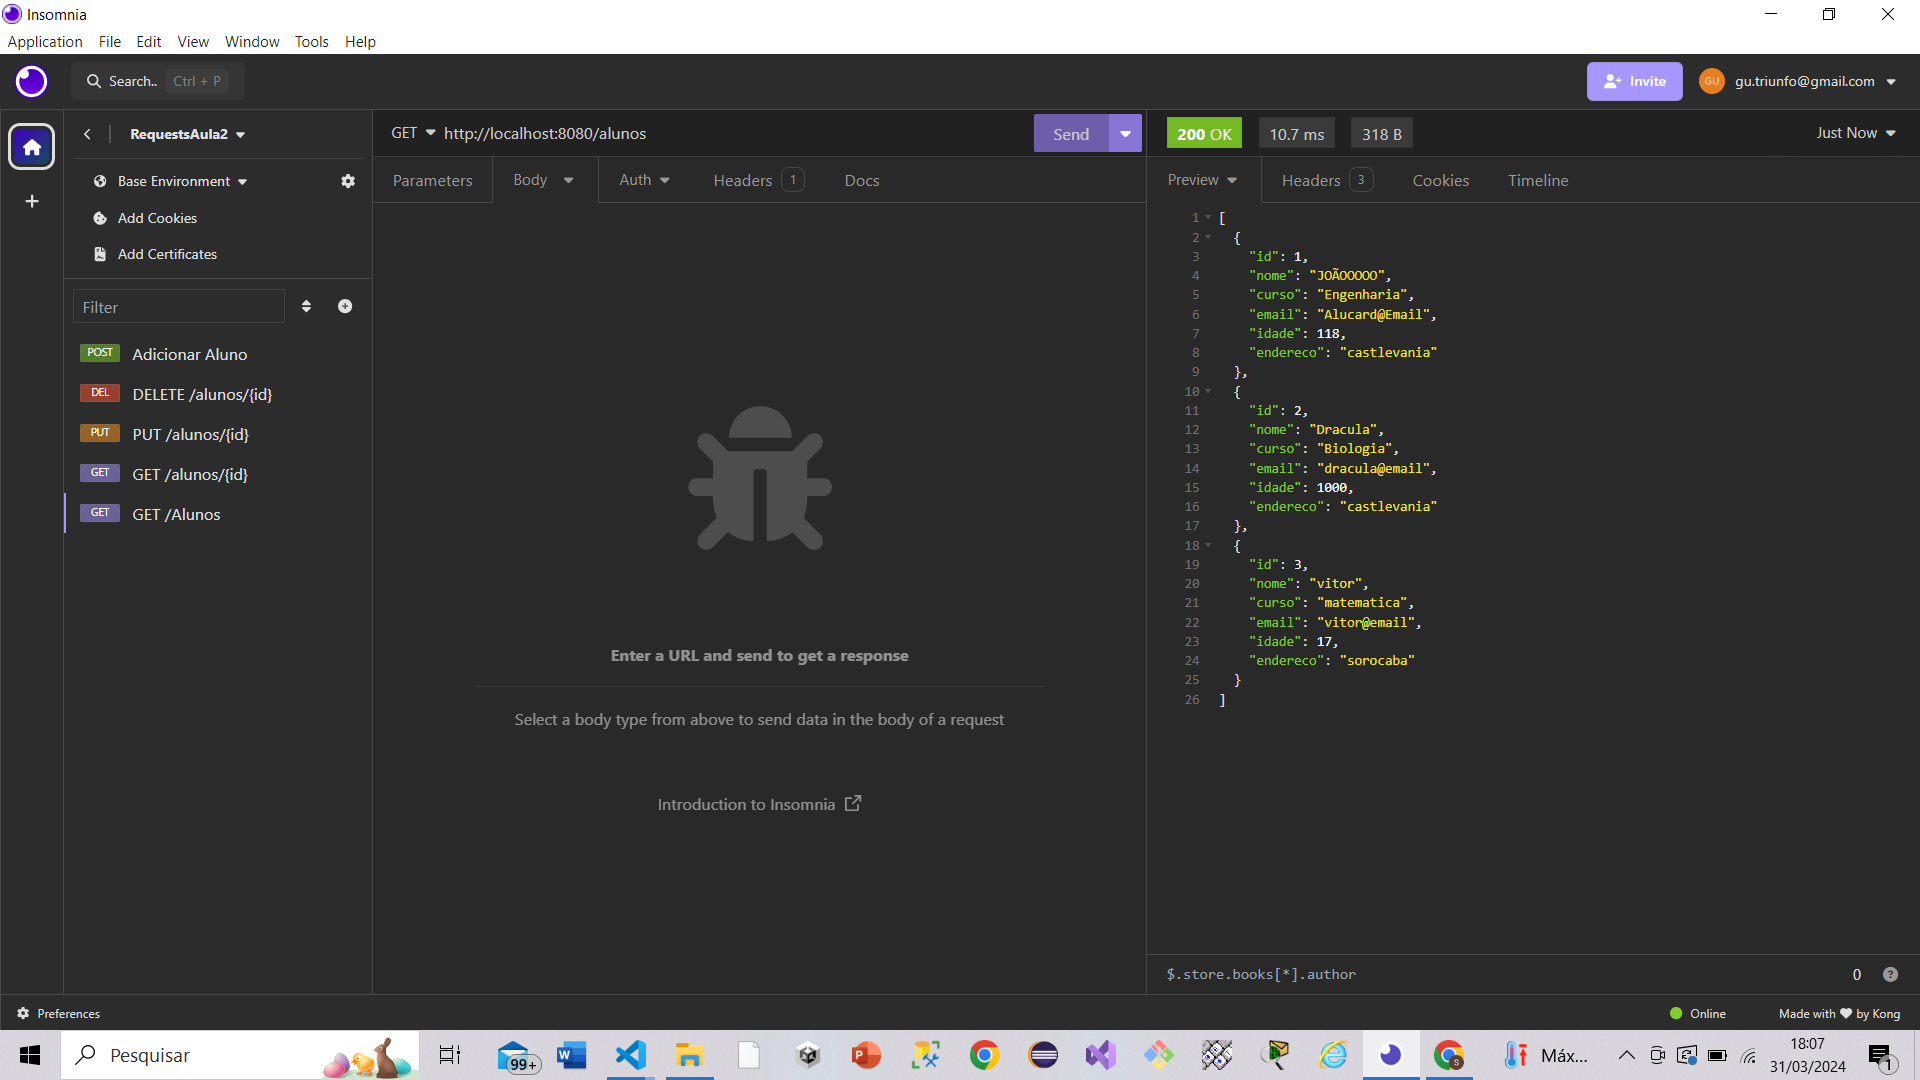 Insomnia
Application File Edit View Window Tools Help
Search.. Ctrl + P
Invite
GU
gu.triunfo@gmail.com
RequestsAula2
GET http://localhost:8080/alunos
Send
200 OK
10.7 ms
318 B
Just Now
Base Environment
Add Cookies
Add Certificates
Parameters Body Auth Headers 1 Docs
Preview Headers 3 Cookies Timeline
Filter
POST Adicionar Aluno
DEL DELETE /alunos/{id}
PUT PUT /alunos/{id}
GET GET /alunos/{id}
GET GET /Alunos
Enter a URL and send to get a response
Select a body type from above to send data in the body of a request
Introduction to Insomnia
1 [
2 {
3 "id": 1,
4 "nome": "JOÃOOOOO",
5 "curso": "Engenharia",
6 "email": "Alucard@Email",
7 "idade": 118,
8 "endereco": "castlevania"
9 },
10 {
11 "id": 2,
12 "nome": "Dracula",
13 "curso": "Biologia",
14 "email": "dracula@email",
15 "idade": 1000,
16 "endereco": "castlevania"
17 },
18 {
19 "id": 3,
20 "nome": "vitor",
21 "curso": "matematica",
22 "email": "vitor@email",
23 "idade": 17,
24 "endereco": "sorocaba"
25 }
26 ]
$.store.books[*].author
0
?
Preferences
Online
Made with ❤ by Kong
Pesquisar
99+
W
P
S
Máx...
18:07
31/03/2024
1